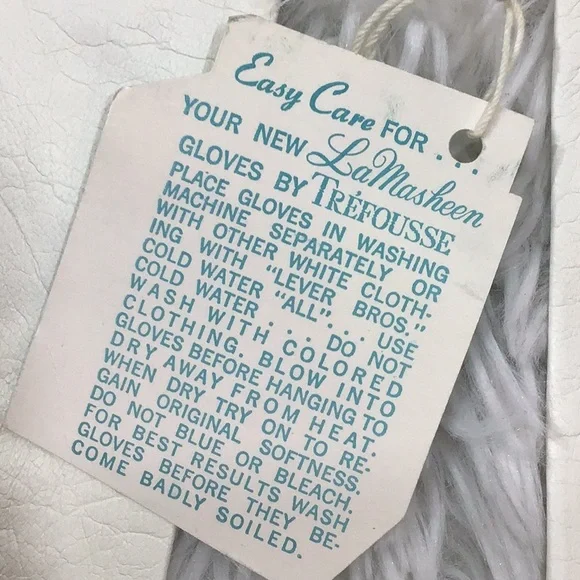 Easy Care FOR . . .
YOUR NEW LaMasheen
GLOVES BY TRÉFOUSSE
PLACE GLOVES IN WASHING
MACHINE SEPARATELY OR
WITH OTHER WHITE CLOTH-
ING WITH "LEVER BROS."
COLD WATER "ALL"... USE
COLD WATER ... DO NOT
WASH WITH COLORED
CLOTHING. BLOW INTO
GLOVES BEFORE HANGING TO
DRY AWAY FROM HEAT.
WHEN DRY TRY ON TO RE-
GAIN ORIGINAL SOFTNESS.
DO NOT BLUE OR BLEACH.
FOR BEST RESULTS WASH
GLOVES BEFORE THEY BE-
COME BADLY SOILED.